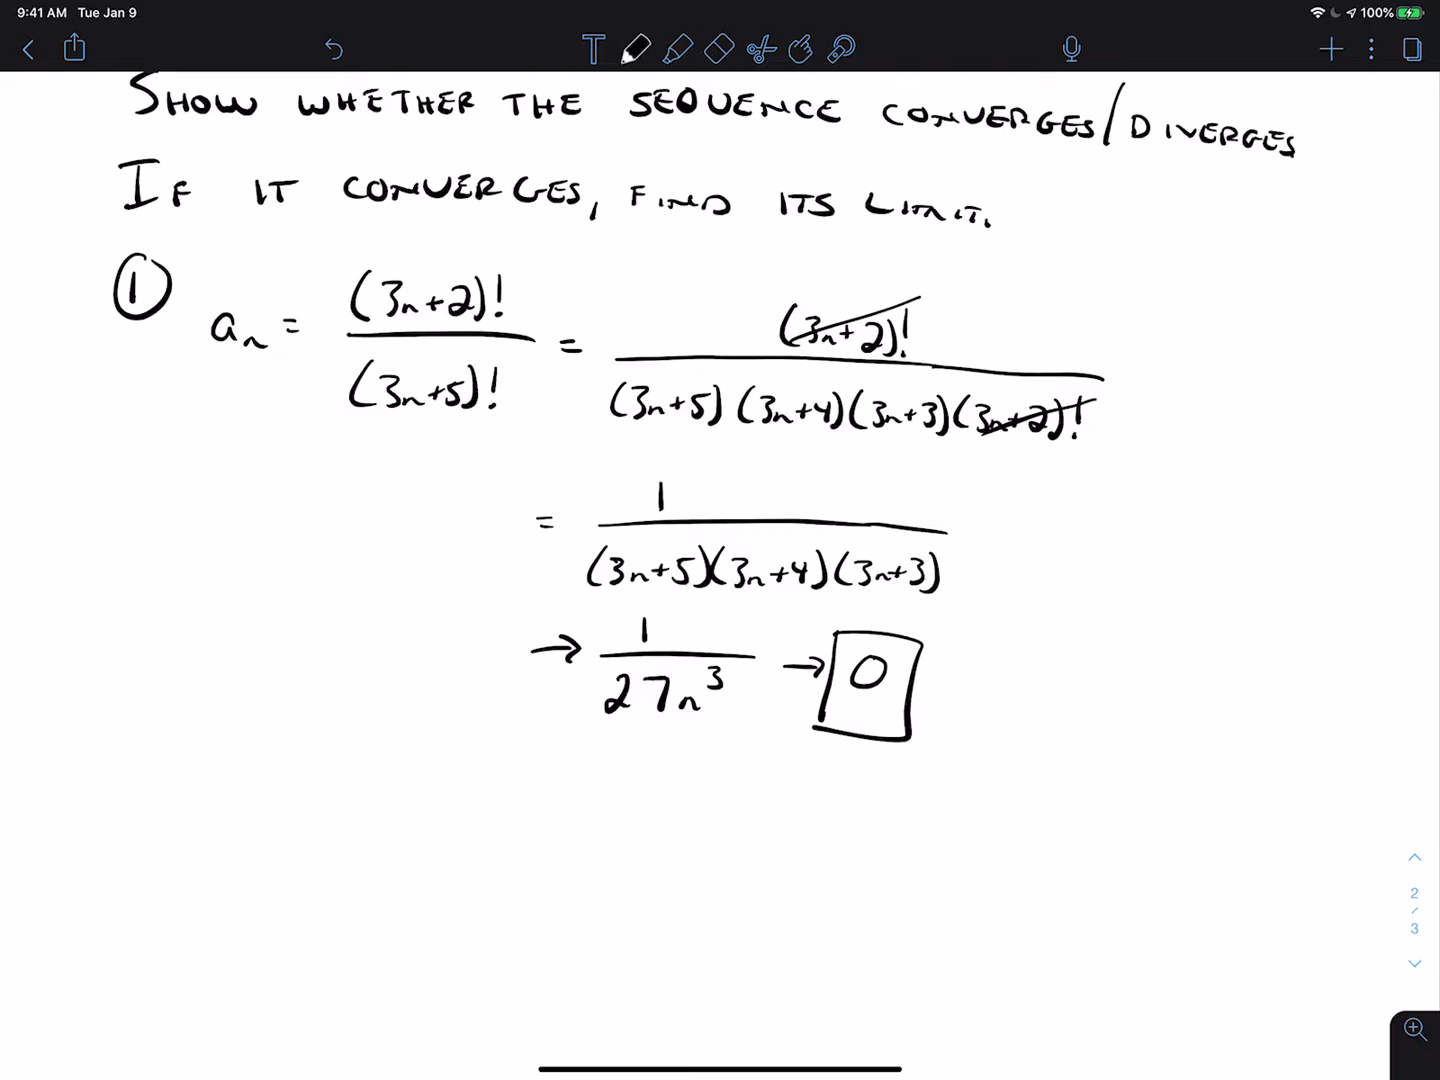 9:41 AM Tue Jan 9 100%
T
SHOW WHETHER THE SEQUENCE CONVERGES/DIVERGES
IF IT CONVERGES, FIND ITS LIMIT.
① aₙ = (3n+2)! / (3n+5)! = (3n+2)! / (3n+5)(3n+4)(3n+3)(3n+2)!
= 1 / (3n+5)(3n+4)(3n+3)
→ 1 / 27n³ → 0
2
/
3